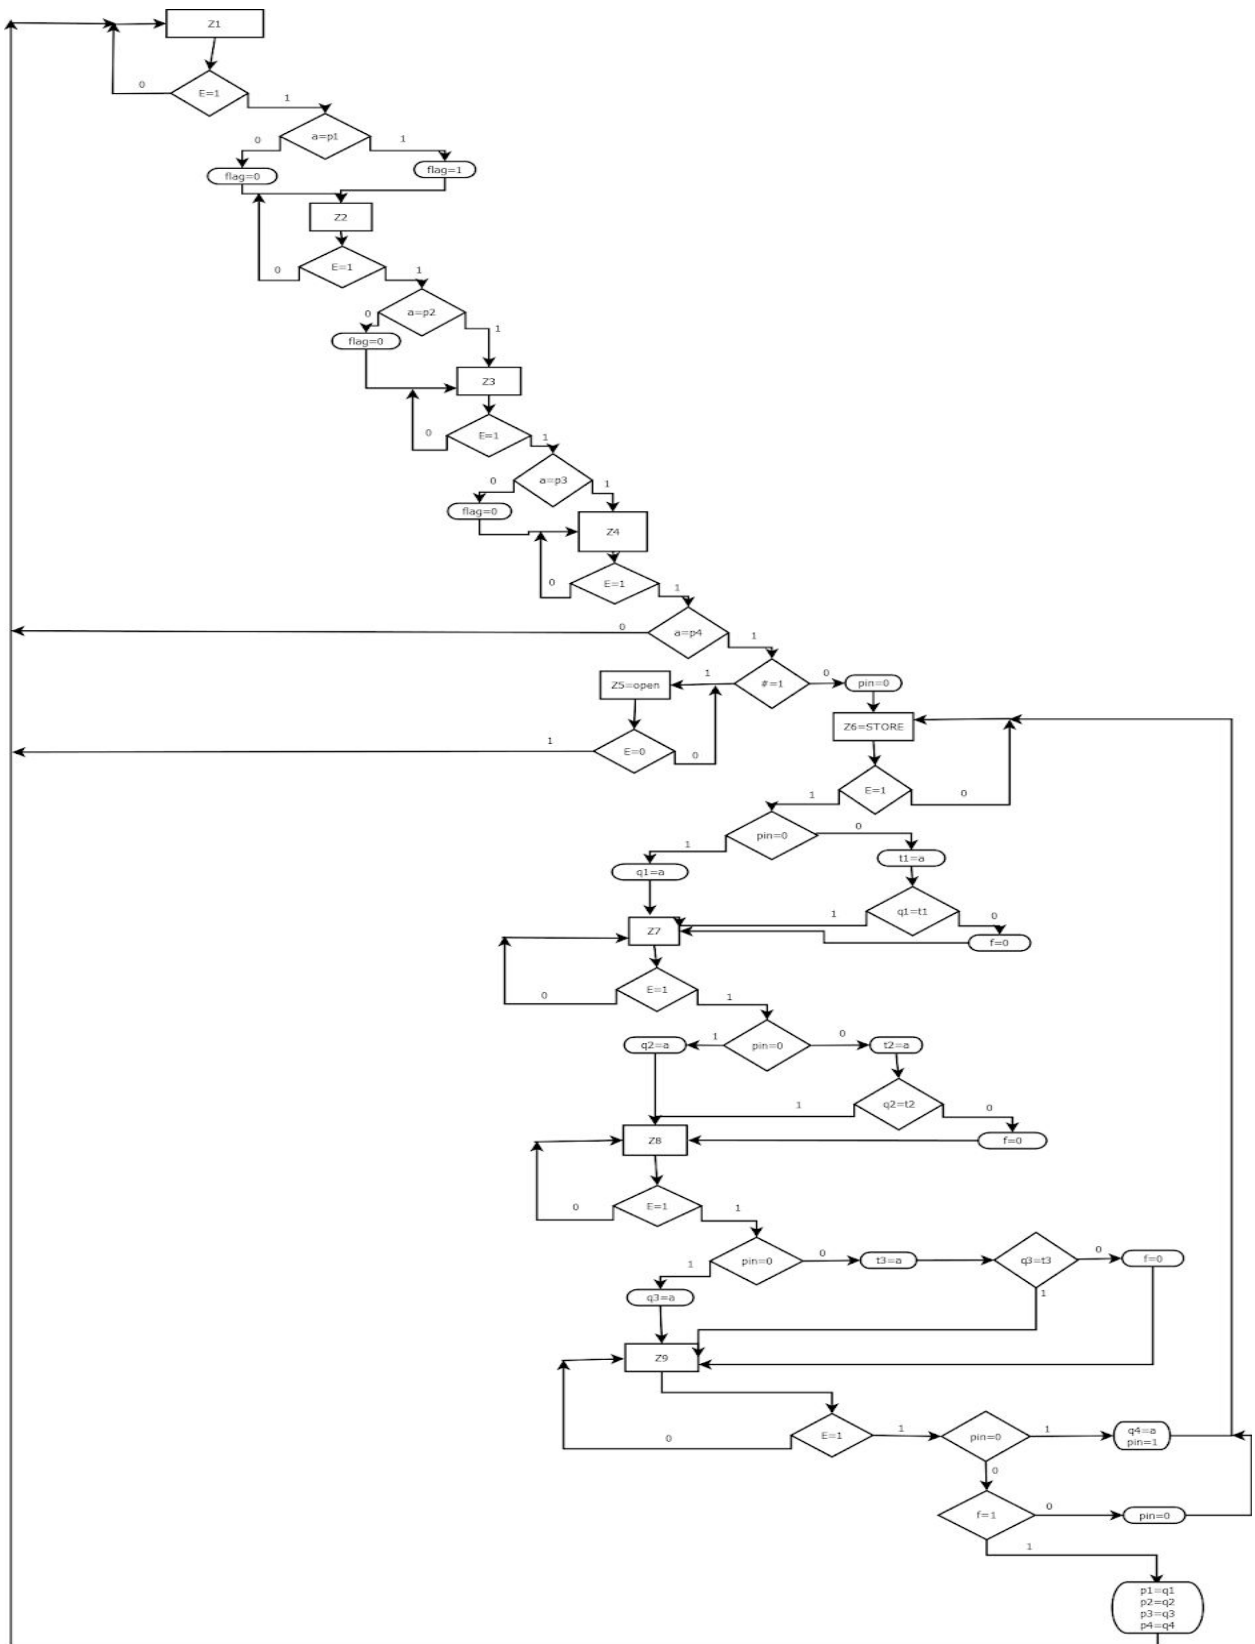 Z1
E=1
0
1
a=p1
0
1
flag=0
flag=1
Z2
E=1
0
1
a=p2
0
1
flag=0
Z3
E=1
0
1
a=p3
0
1
flag=0
Z4
E=1
0
1
a=p4
0
1
#=1
1
0
Z5=open
pin=0
Z6=STORE
E=0
1
0
E=1
1
0
pin=0
1
0
q1=a
t1=a
q1=t1
1
0
f=0
Z7
E=1
0
1
pin=0
1
0
q2=a
t2=a
q2=t2
1
0
f=0
Z8
E=1
0
1
pin=0
1
0
t3=a
q3=t3
0
1
f=0
q3=a
Z9
E=1
0
1
pin=0
1
0
q4=a
pin=1
f=1
0
1
pin=0
p1=q1
p2=q2
p3=q3
p4=q4